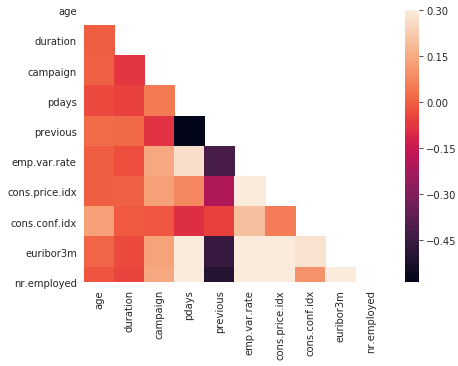 age
duration
campaign
pdays
previous
emp.var.rate
cons.price.idx
cons.conf.idx
euribor3m
nr.employed
age
duration
campaign
pdays
previous
emp.var.rate
cons.price.idx
cons.conf.idx
euribor3m
nr.employed
0.30
0.15
0.00
−0.15
−0.30
−0.45